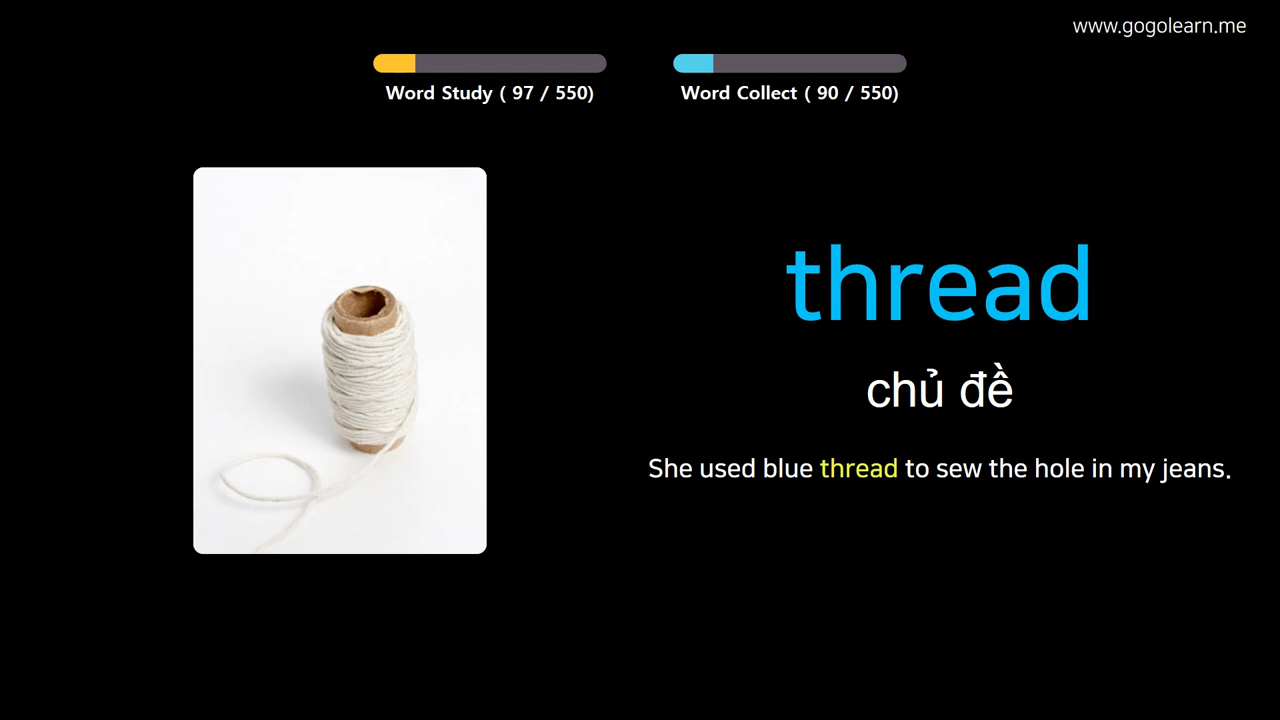 www.gogolearn.me
Word Study ( 97 / 550)
Word Collect ( 90 / 550)
thread
chủ đề
She used blue thread to sew the hole in my jeans.